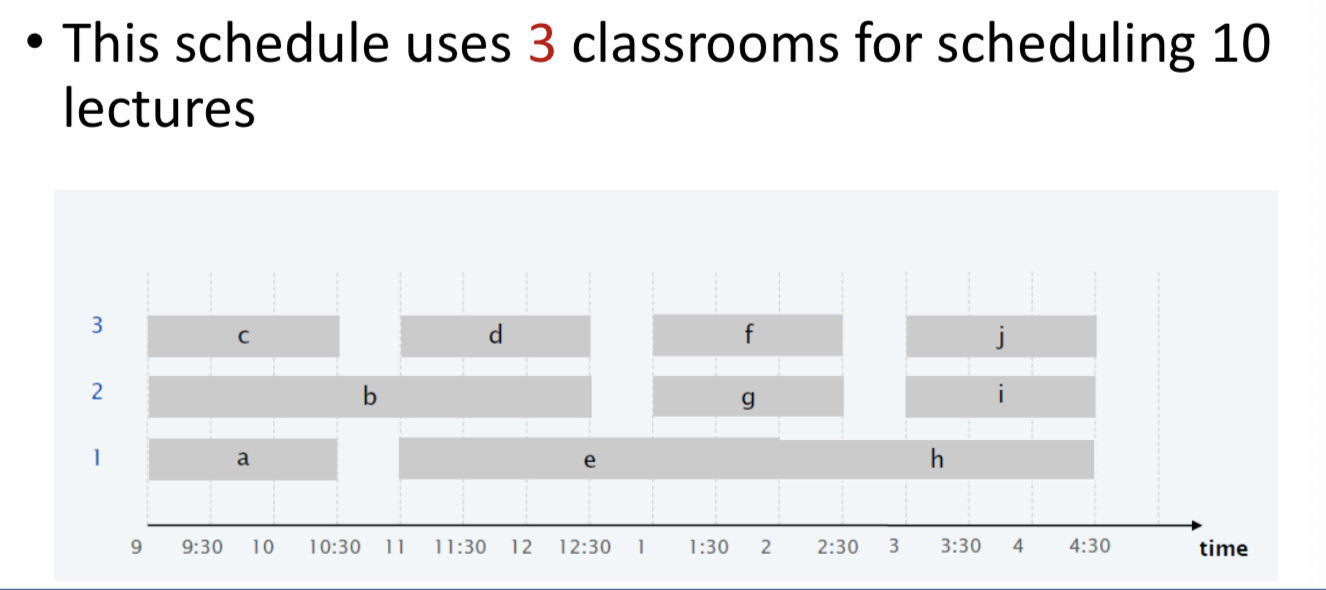 • This schedule uses 3 classrooms for scheduling 10
lectures
3 c d f j
2 b g i
1 a e h
9 9:30 10 10:30 11 11:30 12 12:30 1 1:30 2 2:30 3 3:30 4 4:30 time